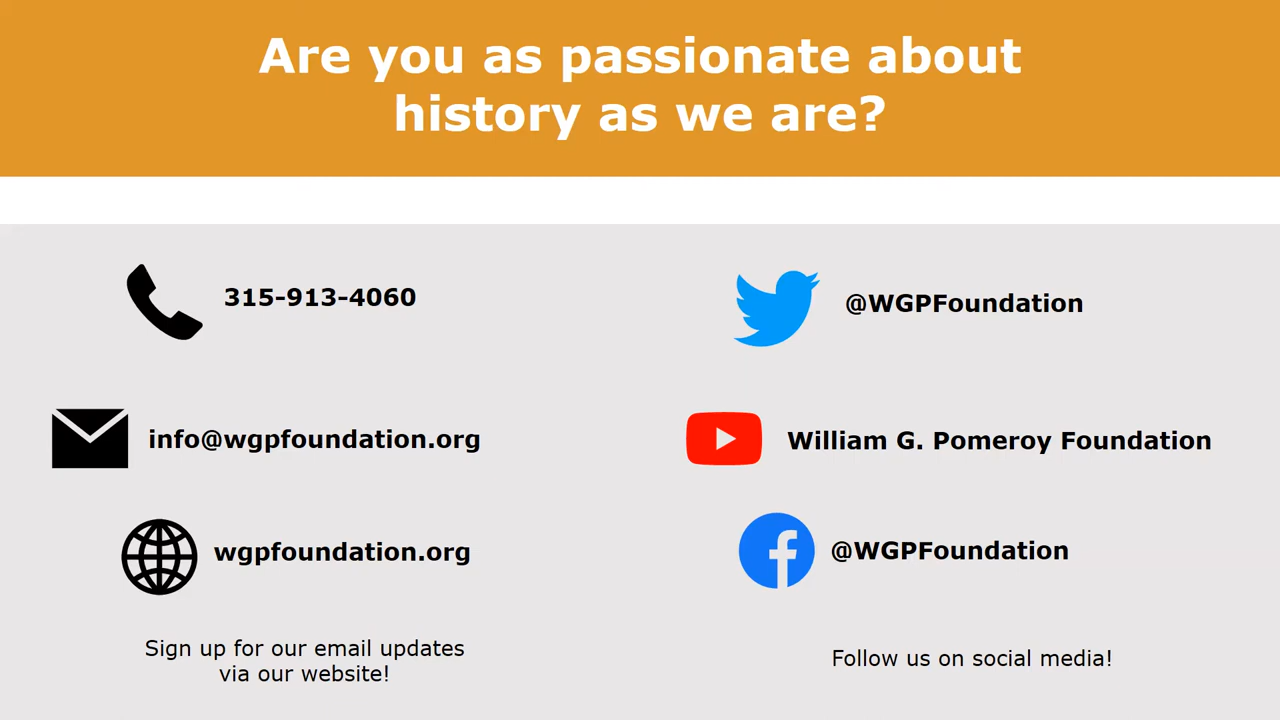 Are you as passionate about
history as we are?
315-913-4060
info@wgpfoundation.org
wgpfoundation.org
Sign up for our email updates
via our website!
@WGPFoundation
William G. Pomeroy Foundation
@WGPFoundation
Follow us on social media!